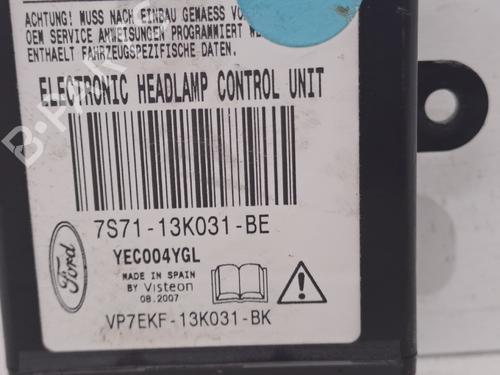 ACHTUNG! MUSS NACH EINBAU GEMAESS
OEM SERVICE ANWEISUNGEN PROGRAMMIERT
ENTHAELT FAHRZEUGSPEZIFISCHE DATEN.
ELECTRONIC HEADLAMP CONTROL UNIT
7S71-13K031-BE
YEC004YGL
Ford
MADE IN SPAIN
BY Visteon
08.2007
VP7EKF-13K031-BK
B-PARTS